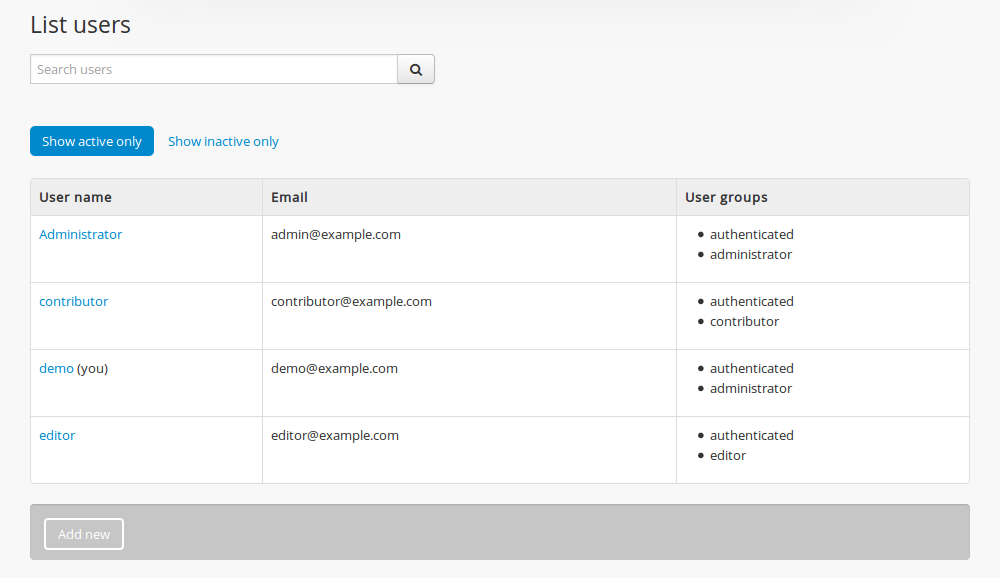 List users
Search users
Show active only Show inactive only
User name Email User groups
Administrator admin@example.com authenticated
administrator
contributor contributor@example.com authenticated
contributor
demo (you) demo@example.com authenticated
administrator
editor editor@example.com authenticated
editor
Add new